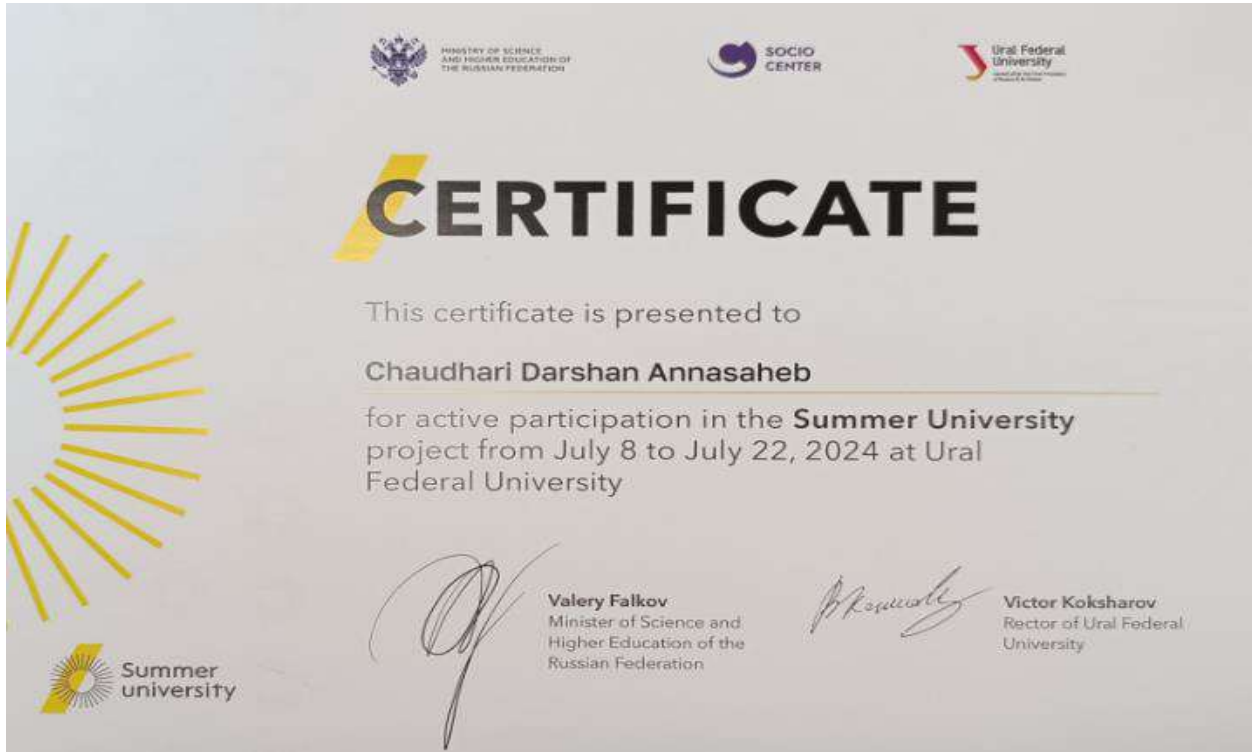 MINISTRY OF SCIENCE
AND HIGHER EDUCATION OF
THE RUSSIAN FEDERATION
SOCIO
CENTER
Ural Federal
University
CERTIFICATE
This certificate is presented to
Chaudhari Darshan Annasaheb
for active participation in the Summer University
project from July 8 to July 22, 2024 at Ural
Federal University
Valery Falkov
Minister of Science and
Higher Education of the
Russian Federation
Victor Koksharov
Rector of Ural Federal
University
Summer
university